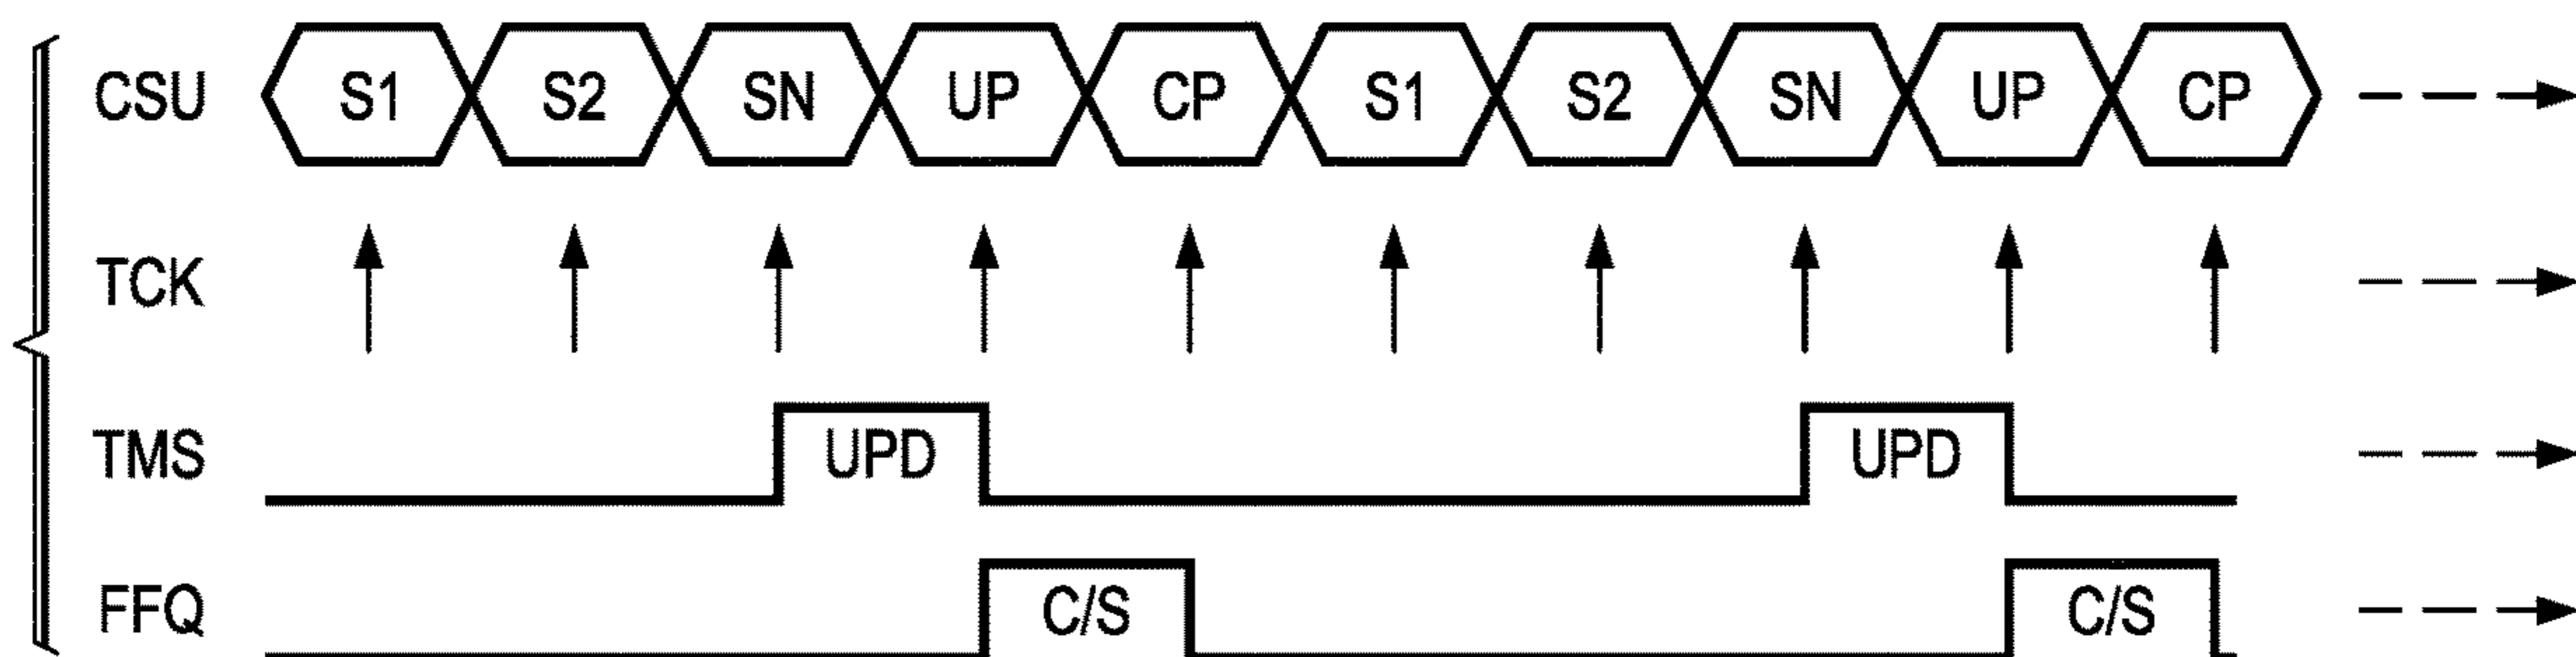 CSU S1 S2 SN UP CP S1 S2 SN UP CP
TCK
TMS UPD UPD
FFQ C/S C/S